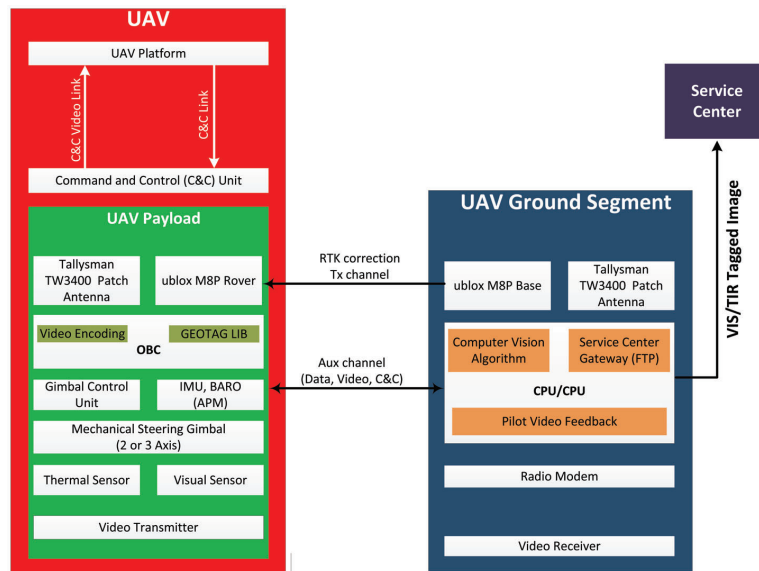 UAV
UAV Platform
C&C Video Link
C&C Link
Command and Control (C&C) Unit
UAV Payload
Tallysman
TW3400 Patch
Antenna
ublox M8P Rover
Video Encoding
GEOTAG LIB
OBC
Gimbal Control
Unit
IMU, BARO
(APM)
Mechanical Steering Gimbal
(2 or 3 Axis)
Thermal Sensor
Visual Sensor
Video Transmitter
RTK correction
Tx channel
Aux channel
(Data, Video, C&C)
UAV Ground Segment
ublox M8P Base
Tallysman
TW3400 Patch
Antenna
Computer Vision
Algorithm
Service Center
Gateway (FTP)
CPU/CPU
Pilot Video Feedback
Radio Modem
Video Receiver
Service
Center
VIS/TIR Tagged Image